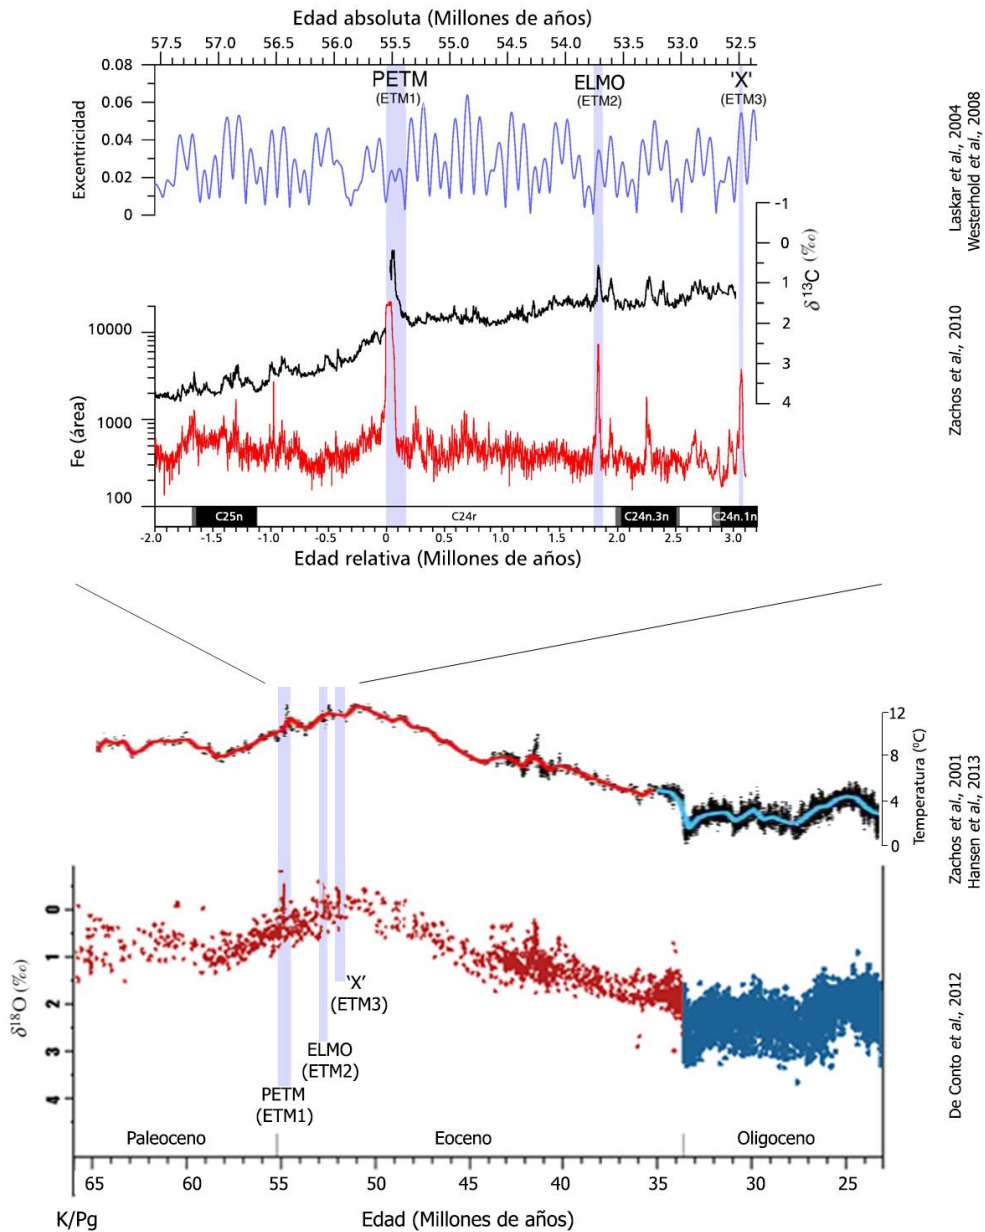 Edad absoluta (Millones de años)
57.5 57.0 56.5 56.0 55.5 55.0 54.5 54.0 53.5 53.0 52.5
0.08
0.06
0.04
0.02
0
Excentricidad
PETM
(ETM1)
ELMO
(ETM2)
'X'
(ETM3)
Laskar et al., 2004
Westerhold et al., 2008
-1
0
1
2
3
4
δ¹³C (‰)
10000
1000
100
Fe (área)
Zachos et al., 2010
C25n C24r C24n.3n C24n.1n
-2.0 -1.5 -1.0 -0.5 0 0.5 1.0 1.5 2.0 2.5 3.0
Edad relativa (Millones de años)
12
8
4
0
Temperatura (ºC)
Zachos et al., 2001
Hansen et al., 2013
0
1
2
3
4
δ¹⁸O (‰)
'X'
(ETM3)
ELMO
(ETM2)
PETM
(ETM1)
De Conto et al., 2012
Paleoceno Eoceno Oligoceno
65 60 55 50 45 40 35 30 25
K/Pg Edad (Millones de años)